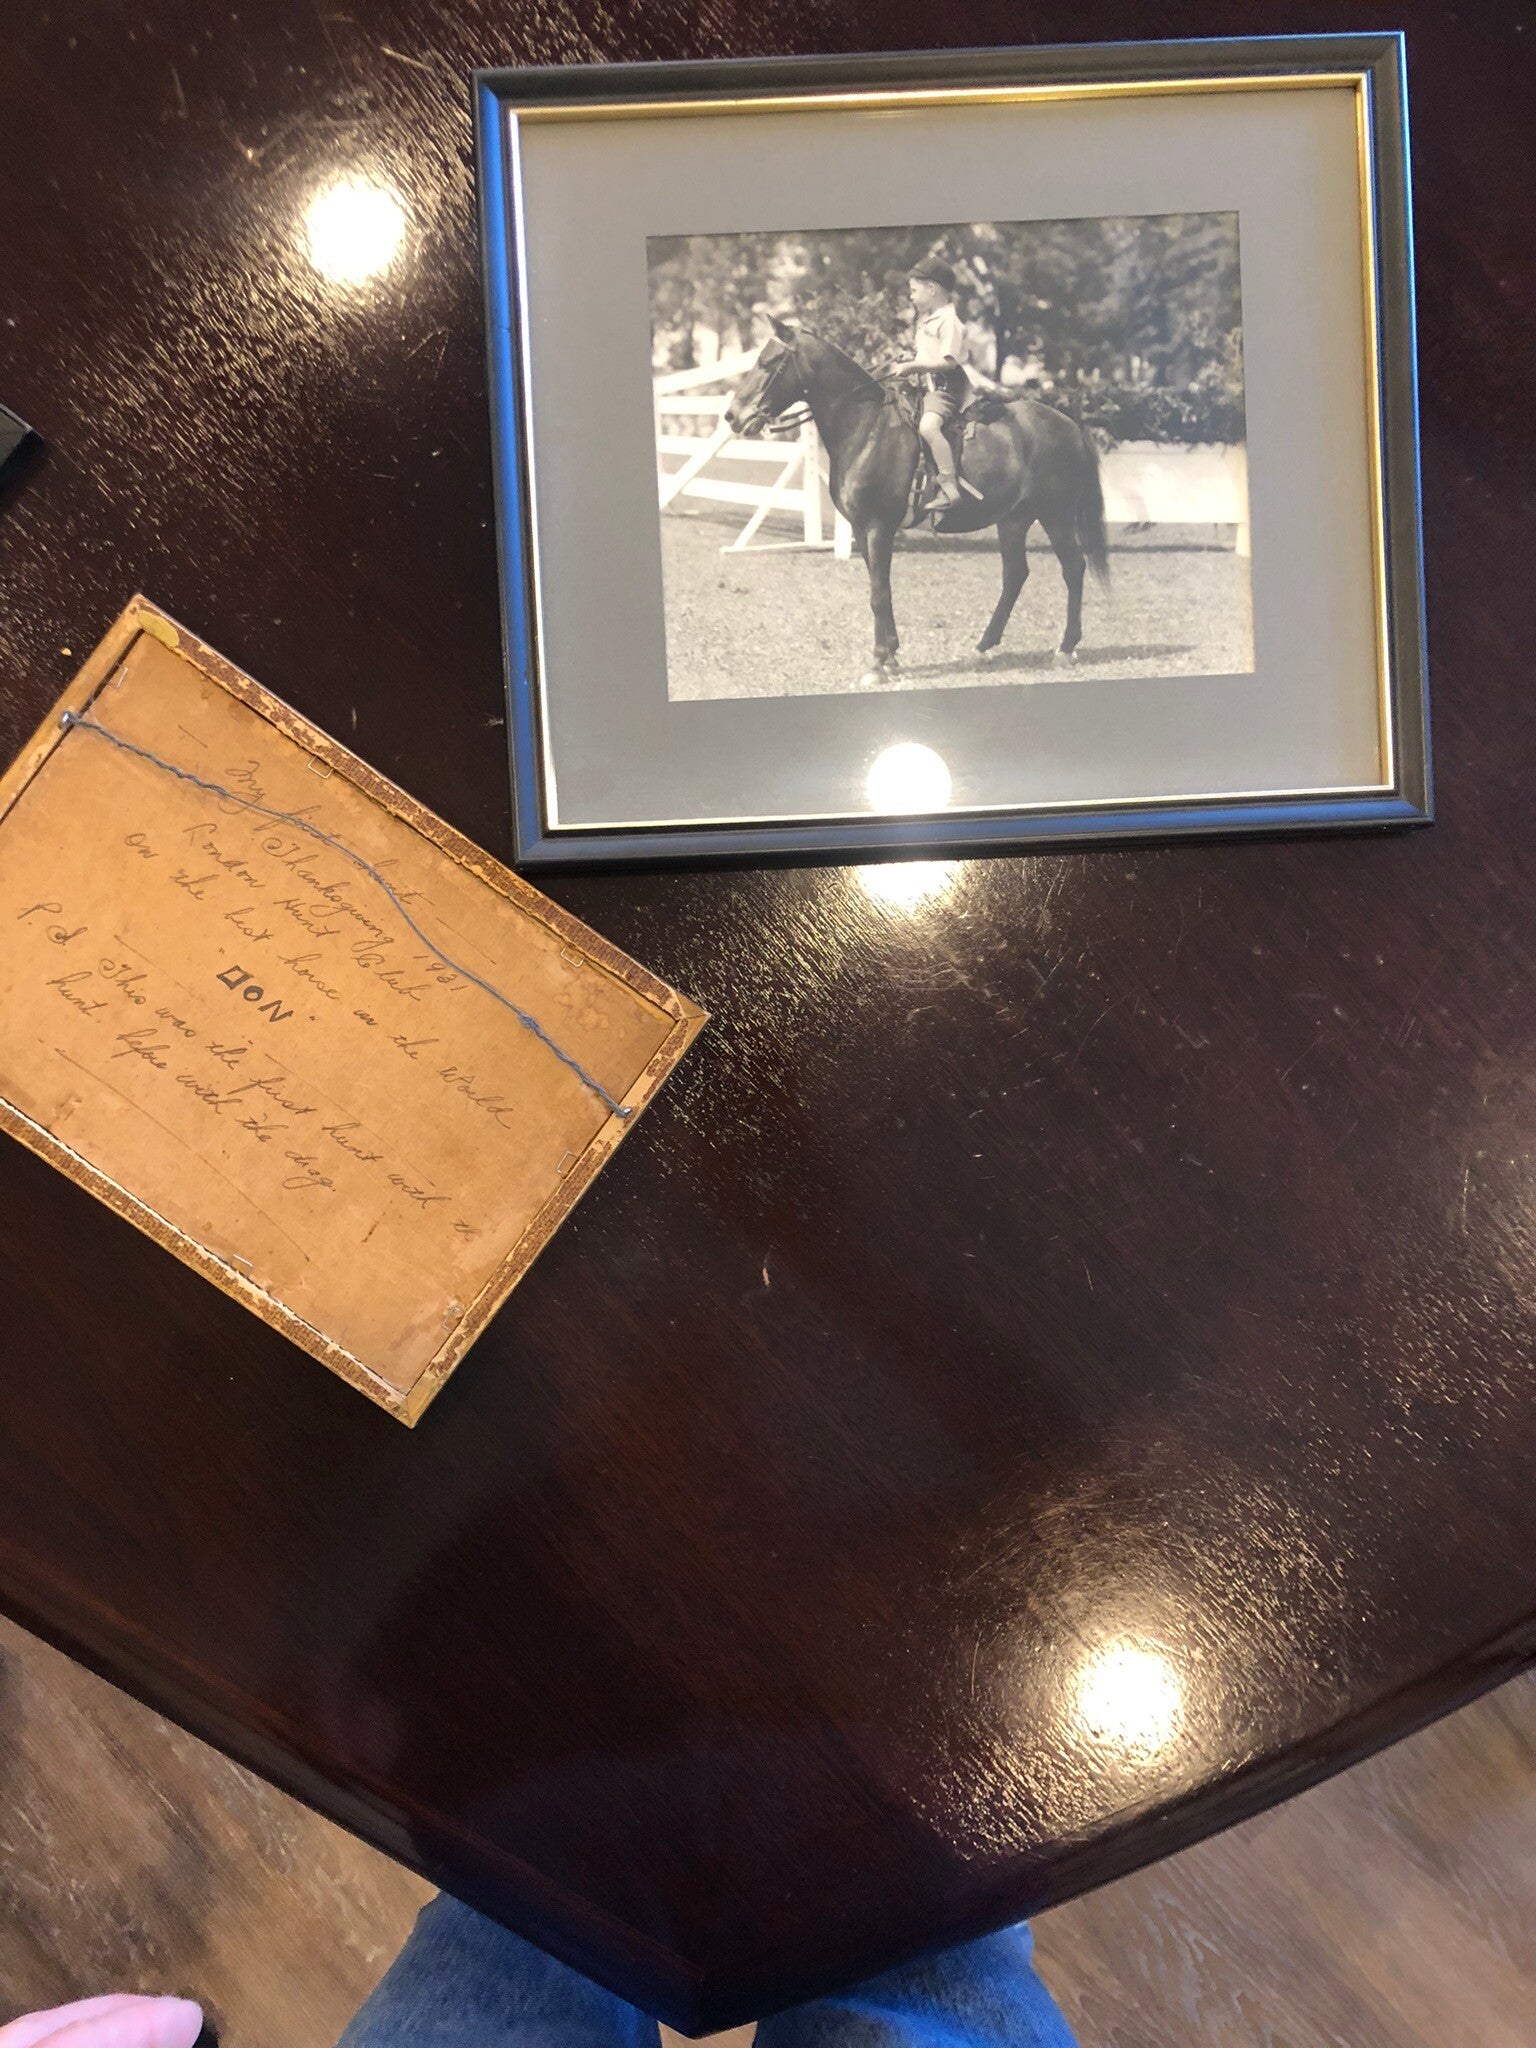 My first hunt —
Thanksgiving 1931
London Hunt Club
on the best horse in the world
"DON"
P.S. This was the first hunt with the
hunt before with the drag.